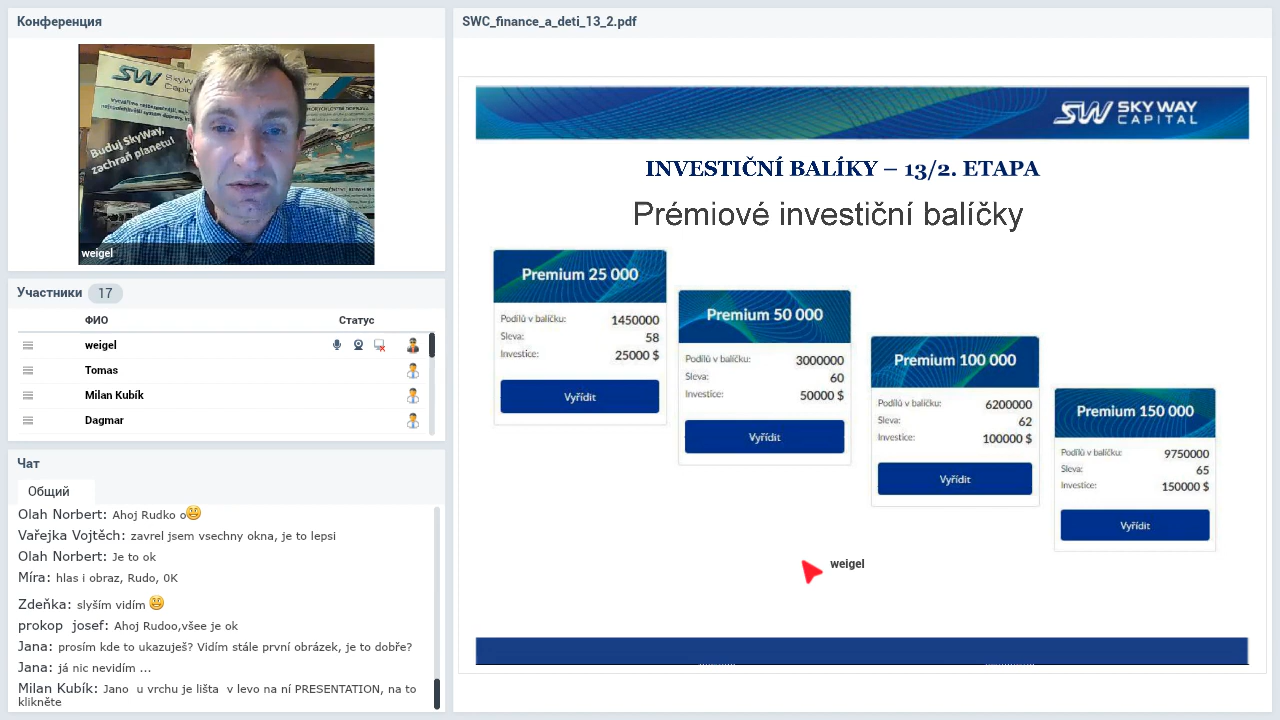 Конференция
SW SkyWay
Buduj SkyWay,
zachraň planetu!
weigel
Участники 17
ФИО Статус
weigel
Tomas
Milan Kubík
Dagmar
Чат
Общий
Olah Norbert: Ahoj Rudko o
Vařejka Vojtěch: zavrel jsem vsechny okna, je to lepsi
Olah Norbert: Je to ok
Míra: hlas i obraz, Rudo, 0K
Zdeňka: slyším vidím
prokop josef: Ahoj Rudoo,všee je ok
Jana: prosím kde to ukazuješ? Vidím stále první obrázek, je to dobře?
Jana: já nic nevidím ...
Milan Kubík: Jano u vrchu je lišta v levo na ní PRESENTATION, na to
klikněte
SWC_finance_a_deti_13_2.pdf
SW SKY WAY
CAPITAL
INVESTIČNÍ BALÍKY – 13/2. ETAPA
Prémiové investiční balíčky
Premium 25 000
Podílů v balíčku: 1450000
Sleva: 58
Investice: 25000 $
Vyřídit
Premium 50 000
Podílů v balíčku: 3000000
Sleva: 60
Investice: 50000 $
Vyřídit
Premium 100 000
Podílů v balíčku: 6200000
Sleva: 62
Investice: 100000 $
Vyřídit
Premium 150 000
Podílů v balíčku: 9750000
Sleva: 65
Investice: 150000 $
Vyřídit
weigel